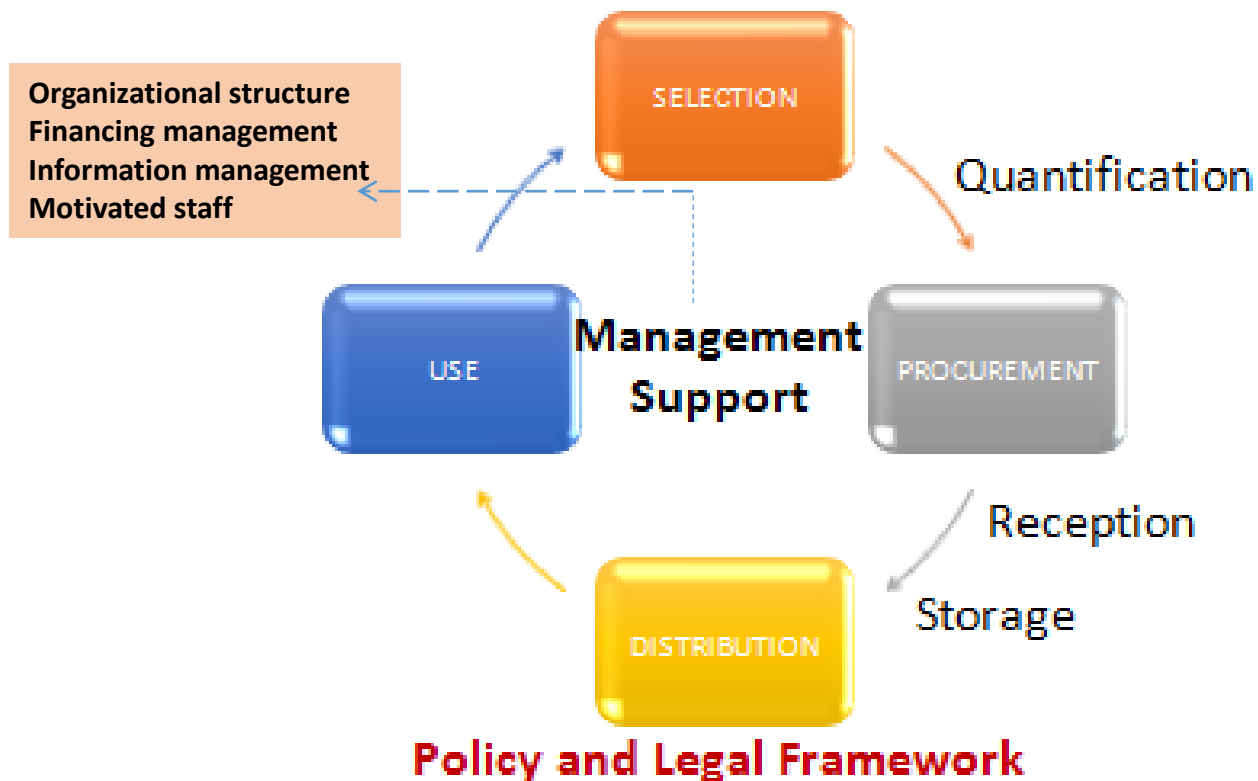 SELECTION
Organizational structure
Financing management
Information management
Motivated staff
Quantification
USE
Management
Support
PROCUREMENT
Reception
Storage
DISTRIBUTION
Policy and Legal Framework